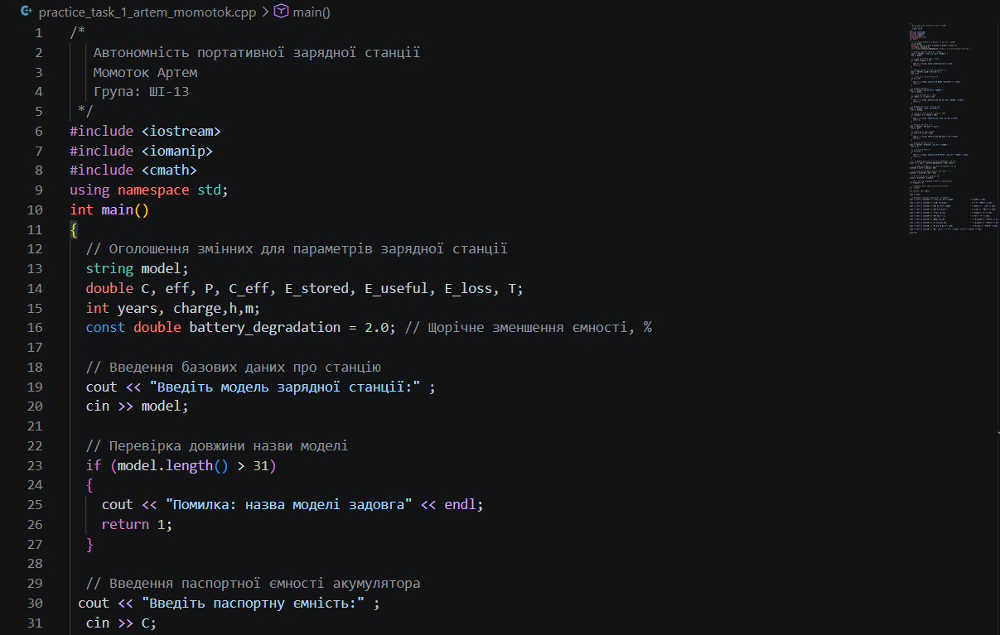 practice_task_1_artem_momotok.cpp > main()
1 /*
2 Автономність портативної зарядної станції
3 Момоток Артем
4 Група: ШІ-13
5 */
6 #include <iostream>
7 #include <iomanip>
8 #include <cmath>
9 using namespace std;
10 int main()
11 {
12 // Оголошення змінних для параметрів зарядної станції
13 string model;
14 double C, eff, P, C_eff, E_stored, E_useful, E_loss, T;
15 int years, charge,h,m;
16 const double battery_degradation = 2.0; // Щорічне зменшення ємності, %
17
18 // Введення базових даних про станцію
19 cout << "Введіть модель зарядної станції:" ;
20 cin >> model;
21
22 // Перевірка довжини назви моделі
23 if (model.length() > 31)
24 {
25 cout << "Помилка: назва моделі задовга" << endl;
26 return 1;
27 }
28
29 // Введення паспортної ємності акумулятора
30 cout << "Введіть паспортну ємність:" ;
31 cin >> C;